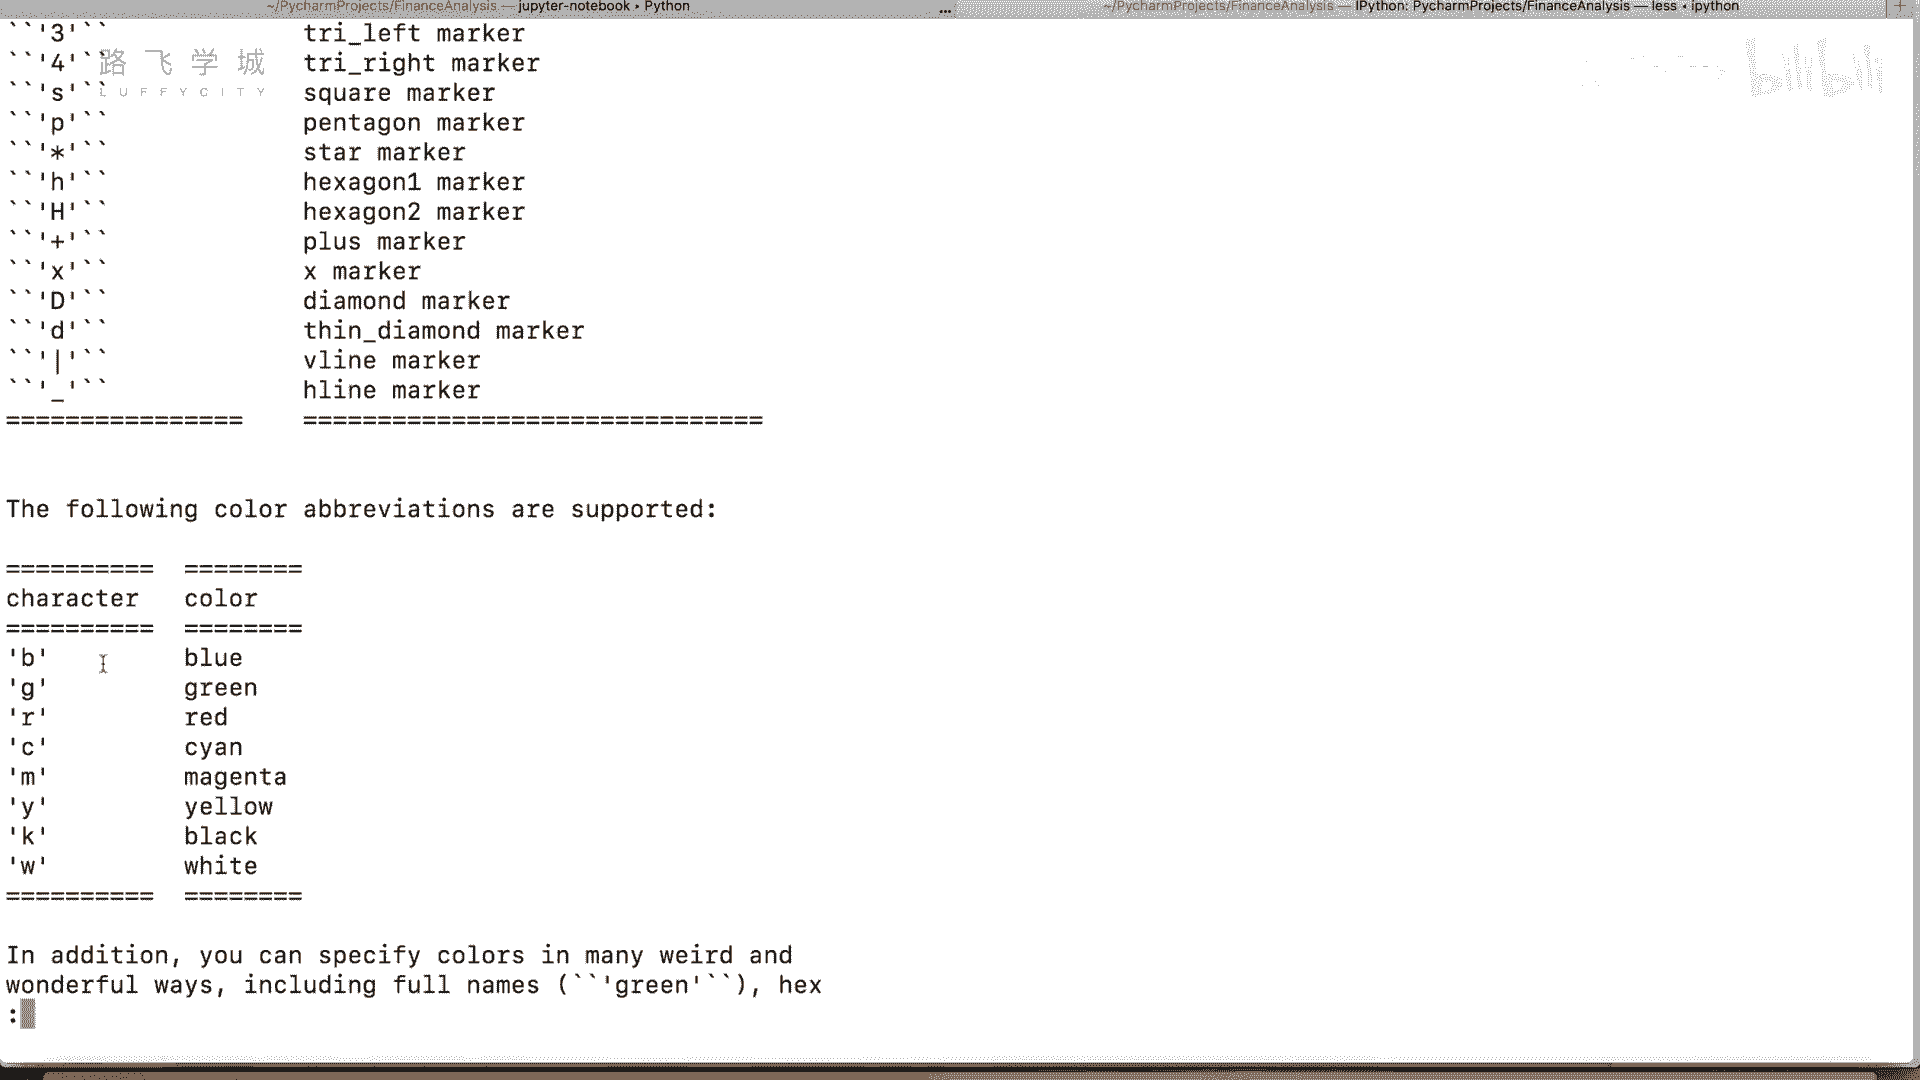 ~/PycharmProjects/FinanceAnalysis — jupyter-notebook • Python
...
~/PycharmProjects/FinanceAnalysis — IPython: PycharmProjects/FinanceAnalysis — less • ipython
+
``'3'`` tri_left marker
``'4'`` tri_right marker
路飞学城
``'s'`` square marker
LUFFYCITY
``'p'`` pentagon marker
``'*'`` star marker
``'h'`` hexagon1 marker
``'H'`` hexagon2 marker
``'+'`` plus marker
``'x'`` x marker
``'D'`` diamond marker
``'d'`` thin_diamond marker
``'|'`` vline marker
``'_'`` hline marker
================ ===============================
The following color abbreviations are supported:
========== ========
character color
========== ========
'b' blue
'g' green
'r' red
'c' cyan
'm' magenta
'y' yellow
'k' black
'w' white
========== ========
In addition, you can specify colors in many weird and
wonderful ways, including full names (``'green'``), hex
:
bilibili